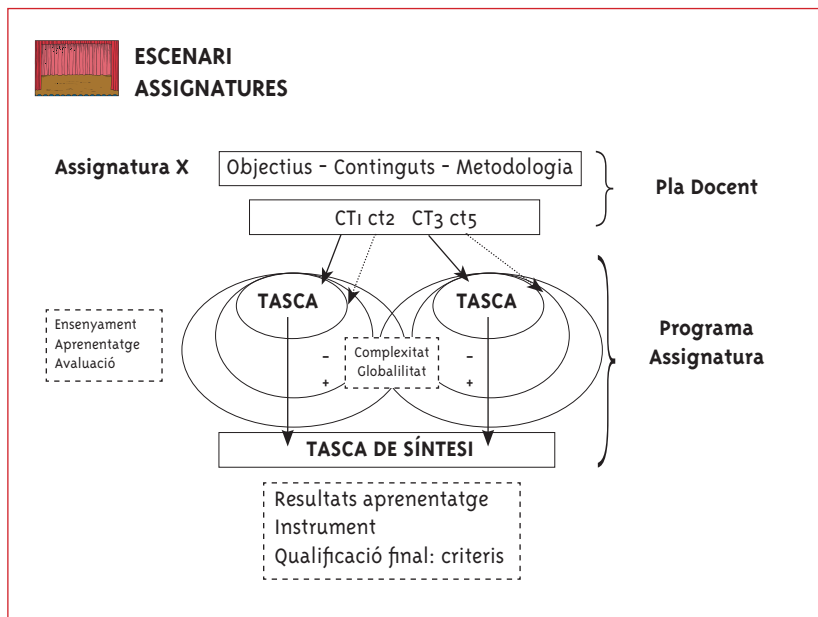 ESCENARI
ASSIGNATURES
Assignatura X
Objectius - Continguts - Metodologia
Pla Docent
CT1 ct2 CT3 ct5
TASCA
TASCA
Ensenyament
Aprenentatge
Avaluació
-
+
Complexitat
Globalilitat
-
+
Programa
Assignatura
TASCA DE SÍNTESI
Resultats aprenentatge
Instrument
Qualificació final: criteris